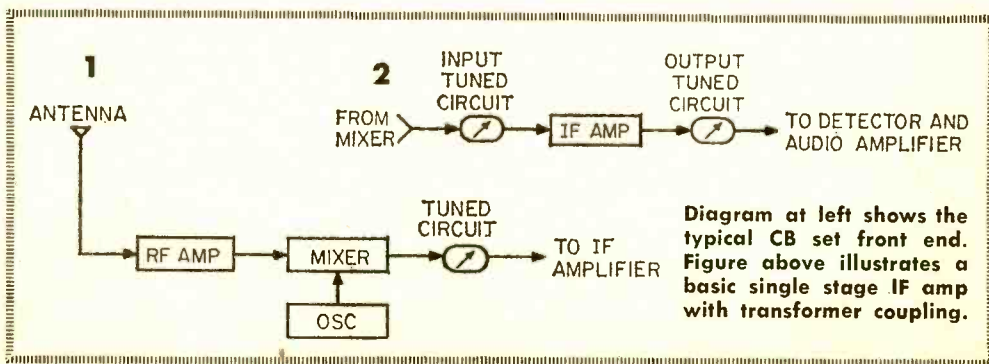 1
ANTENNA
RF AMP
MIXER
OSC
TUNED
CIRCUIT
TO IF
AMPLIFIER
2
FROM
MIXER
INPUT
TUNED
CIRCUIT
IF AMP
OUTPUT
TUNED
CIRCUIT
TO DETECTOR AND
AUDIO AMPLIFIER
Diagram at left shows the
typical CB set front end.
Figure above illustrates a
basic single stage IF amp
with transformer coupling.